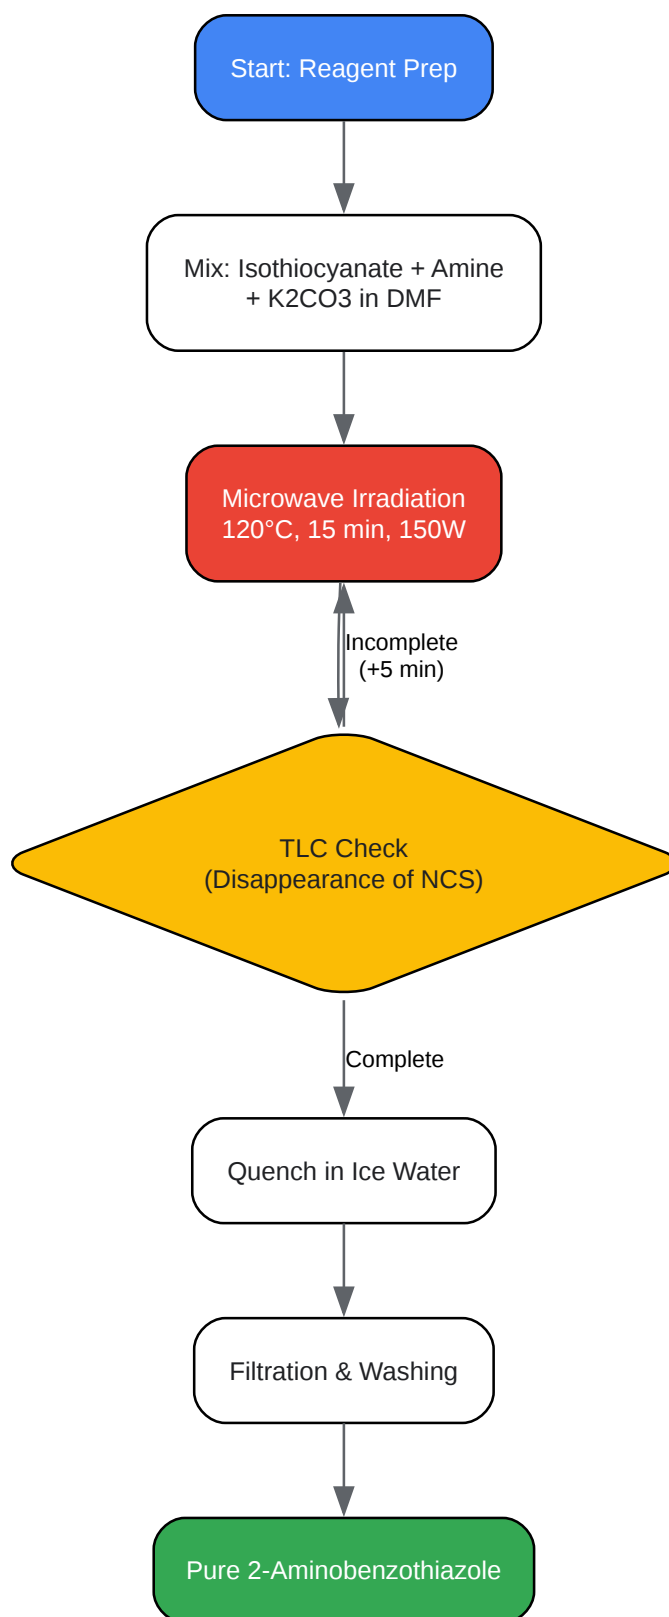 Start: Reagent Prep
Mix: Isothiocyanate + Amine
+ K2CO3 in DMF
Microwave Irradiation
120°C, 15 min, 150W
Incomplete
(+5 min)
TLC Check
(Disappearance of NCS)
Complete
Quench in Ice Water
Filtration & Washing
Pure 2-Aminobenzothiazole